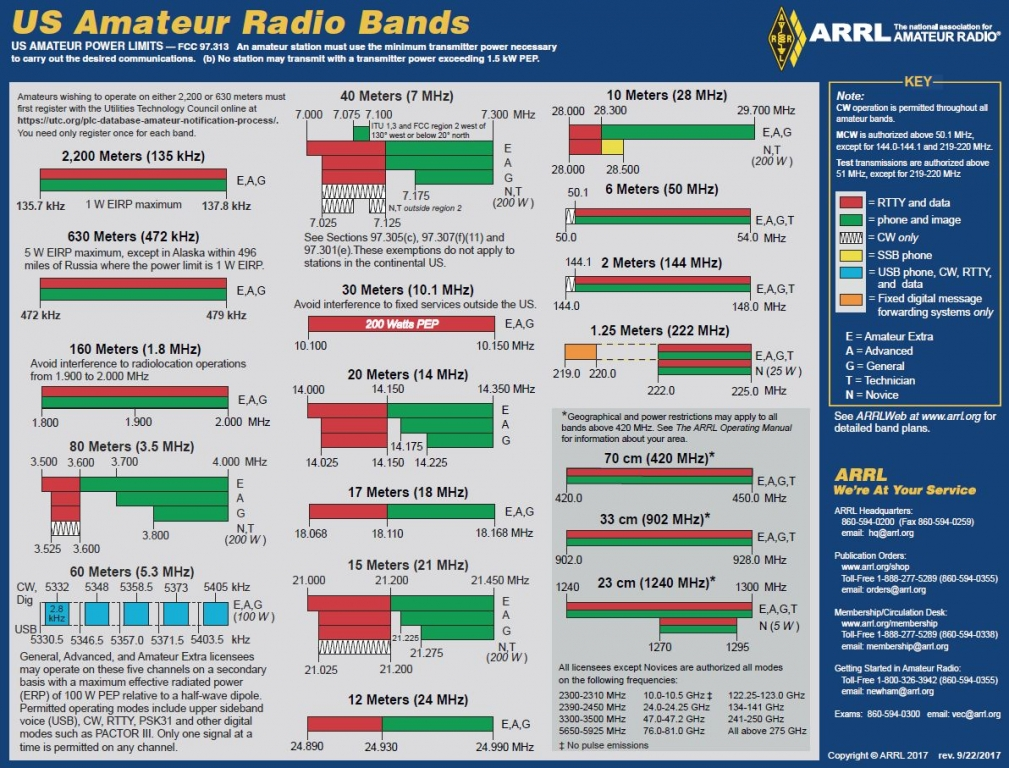 US Amateur Radio Bands
US AMATEUR POWER LIMITS — FCC 97.313 An amateur station must use the minimum transmitter power necessary
to carry out the desired communications. (b) No station may transmit with a transmitter power exceeding 1.5 kW PEP.
ARRL The national association for
AMATEUR RADIO®
Amateurs wishing to operate on either 2,200 or 630 meters must
first register with the Utilities Technology Council online at
https://utc.org/plc-database-amateur-notification-process/.
You need only register once for each band.
2,200 Meters (135 kHz)
E,A,G
135.7 kHz 1 W EIRP maximum 137.8 kHz
630 Meters (472 kHz)
5 W EIRP maximum, except in Alaska within 496
miles of Russia where the power limit is 1 W EIRP.
E,A,G
472 kHz 479 kHz
160 Meters (1.8 MHz)
Avoid interference to radiolocation operations
from 1.900 to 2.000 MHz
E,A,G
1.800 1.900 2.000 MHz
80 Meters (3.5 MHz)
3.500 3.600 3.700 4.000 MHz
E
A
G
3.800 N,T
(200 W)
3.525 3.600
60 Meters (5.3 MHz)
CW, 5332 5348 5358.5 5373 5405 kHz
Dig
2.8
kHz
E,A,G
(100 W)
USB
5330.5 5346.5 5357.0 5371.5 5403.5 kHz
General, Advanced, and Amateur Extra licensees
may operate on these five channels on a secondary
basis with a maximum effective radiated power
(ERP) of 100 W PEP relative to a half-wave dipole.
Permitted operating modes include upper sideband
voice (USB), CW, RTTY, PSK31 and other digital
modes such as PACTOR III. Only one signal at a
time is permitted on any channel.
40 Meters (7 MHz)
7.000 7.075 7.100 7.300 MHz
ITU 1,3 and FCC region 2 west of
130° west or below 20° north
E
A
G
7.175 N,T
(200 W)
N,T outside region 2
7.025 7.125
See Sections 97.305(c), 97.307(f)(11) and
97.301(e).These exemptions do not apply to
stations in the continental US.
30 Meters (10.1 MHz)
Avoid interference to fixed services outside the US.
200 Watts PEP E,A,G
10.100 10.150 MHz
20 Meters (14 MHz)
14.000 14.150 14.350 MHz
E
A
G
14.175
14.025 14.150 14.225
17 Meters (18 MHz)
E,A,G
18.068 18.110 18.168 MHz
15 Meters (21 MHz)
21.000 21.200 21.450 MHz
E
A
G
21.225
21.275 N,T
(200 W)
21.025 21.200
12 Meters (24 MHz)
E,A,G
24.890 24.930 24.990 MHz
10 Meters (28 MHz)
28.000 28.300 29.700 MHz
E,A,G
N,T
(200 W)
28.000 28.500
6 Meters (50 MHz)
50.1
E,A,G,T
50.0 54.0 MHz
2 Meters (144 MHz)
144.1
E,A,G,T
144.0 148.0 MHz
1.25 Meters (222 MHz)
E,A,G,T
N (25 W)
219.0 220.0
222.0 225.0 MHz
*Geographical and power restrictions may apply to all
bands above 420 MHz. See The ARRL Operating Manual
for information about your area.
70 cm (420 MHz)*
E,A,G,T
420.0 450.0 MHz
33 cm (902 MHz)*
E,A,G,T
902.0 928.0 MHz
23 cm (1240 MHz)*
1240 1300 MHz
E,A,G,T
N (5 W)
1270 1295
All licensees except Novices are authorized all modes
on the following frequencies:
2300-2310 MHz 10.0-10.5 GHz ‡ 122.25-123.0 GHz
2390-2450 MHz 24.0-24.25 GHz 134-141 GHz
3300-3500 MHz 47.0-47.2 GHz 241-250 GHz
5650-5925 MHz 76.0-81.0 GHz All above 275 GHz
‡ No pulse emissions
KEY
Note:
CW operation is permitted throughout all
amateur bands.
MCW is authorized above 50.1 MHz,
except for 144.0-144.1 and 219-220 MHz.
Test transmissions are authorized above
51 MHz, except for 219-220 MHz
= RTTY and data
= phone and image
= CW only
= SSB phone
= USB phone, CW, RTTY,
and data
= Fixed digital message
forwarding systems only
E = Amateur Extra
A = Advanced
G = General
T = Technician
N = Novice
See ARRLWeb at www.arrl.org for
detailed band plans.
ARRL
We're At Your Service
ARRL Headquarters:
860-594-0200 (Fax 860-594-0259)
email: hq@arrl.org
Publication Orders:
www.arrl.org/shop
Toll-Free 1-888-277-5289 (860-594-0355)
email: orders@arrl.org
Membership/Circulation Desk:
www.arrl.org/membership
Toll-Free 1-888-277-5289 (860-594-0338)
email: membership@arrl.org
Getting Started in Amateur Radio:
Toll-Free 1-800-326-3942 (860-594-0355)
email: newham@arrl.org
Exams: 860-594-0300 email: vec@arrl.org
Copyright © ARRL 2017 rev. 9/22/2017